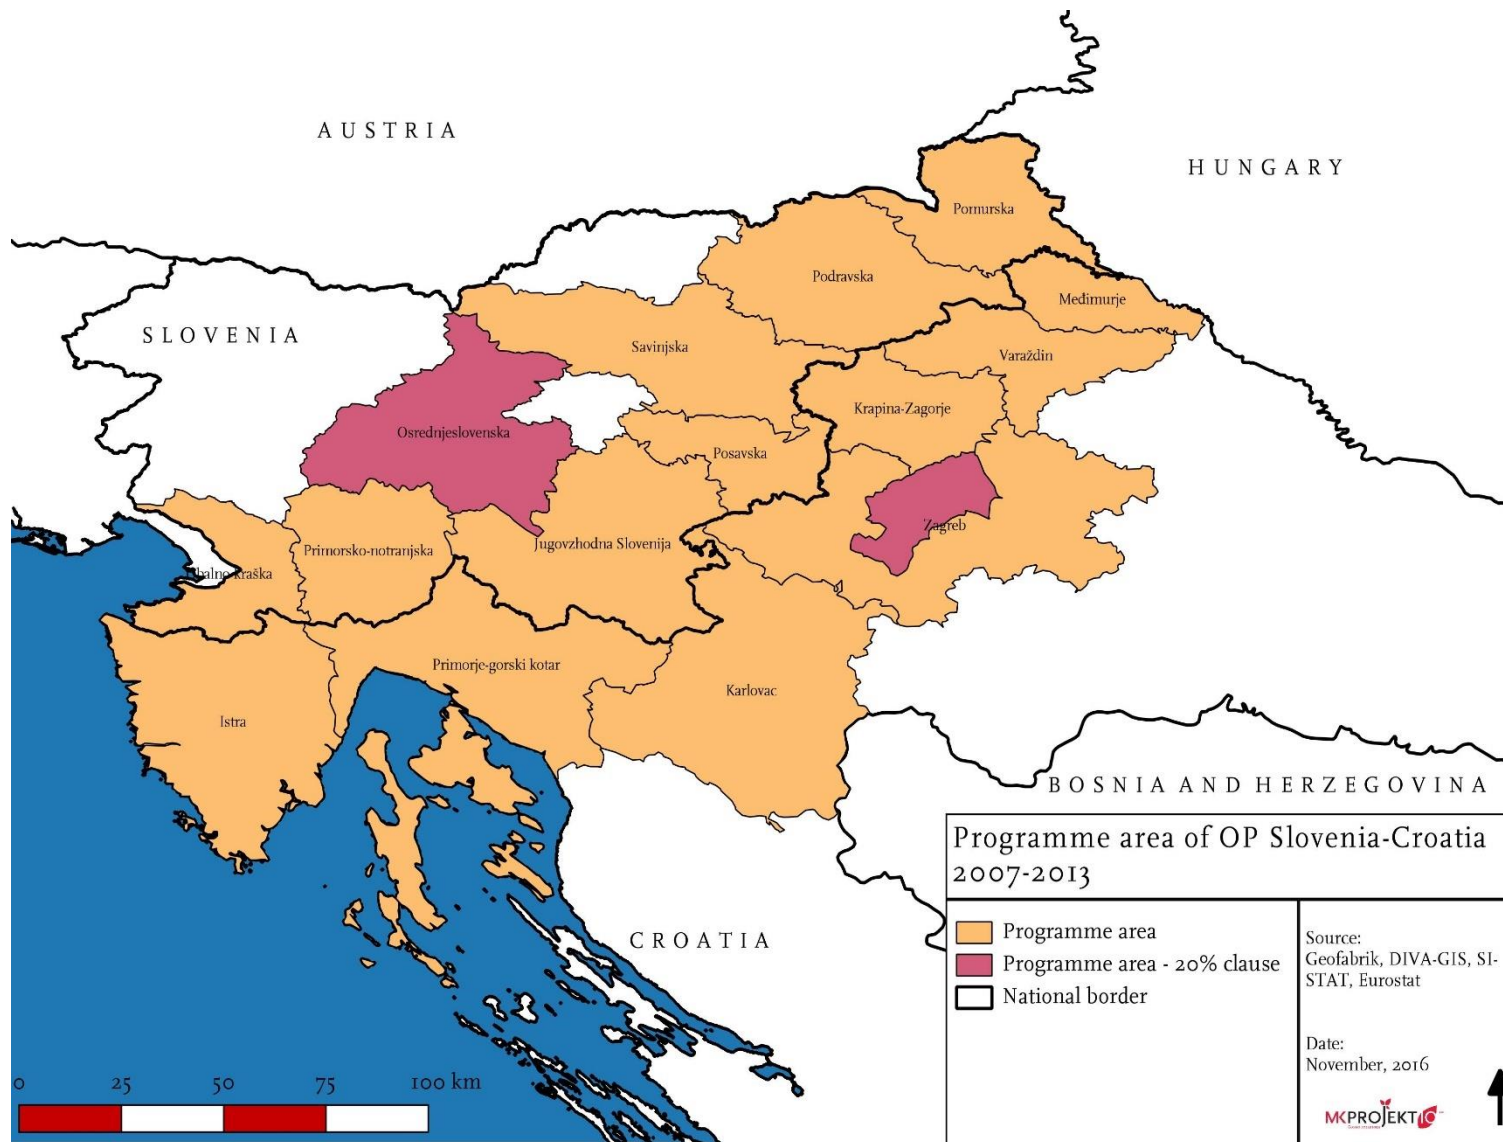 AUSTRIA
HUNGARY
Pomurska
Podravska
Međimurje
SLOVENIA
Savinjska
Varaždin
Krapina-Zagorje
Osrednjeslovenska
Posavska
Zagreb
Primorsko-notranjska
Jugovzhodna Slovenija
Obalno-kraška
Primorje-gorski kotar
Karlovac
Istra
BOSNIA AND HERZEGOVINA
CROATIA
Programme area of OP Slovenia-Croatia
2007-2013
Programme area
Programme area - 20% clause
National border
Source:
Geofabrik, DIVA-GIS, SI-
STAT, Eurostat
Date:
November, 2016
MKPROJEKT
0 25 50 75 100 km